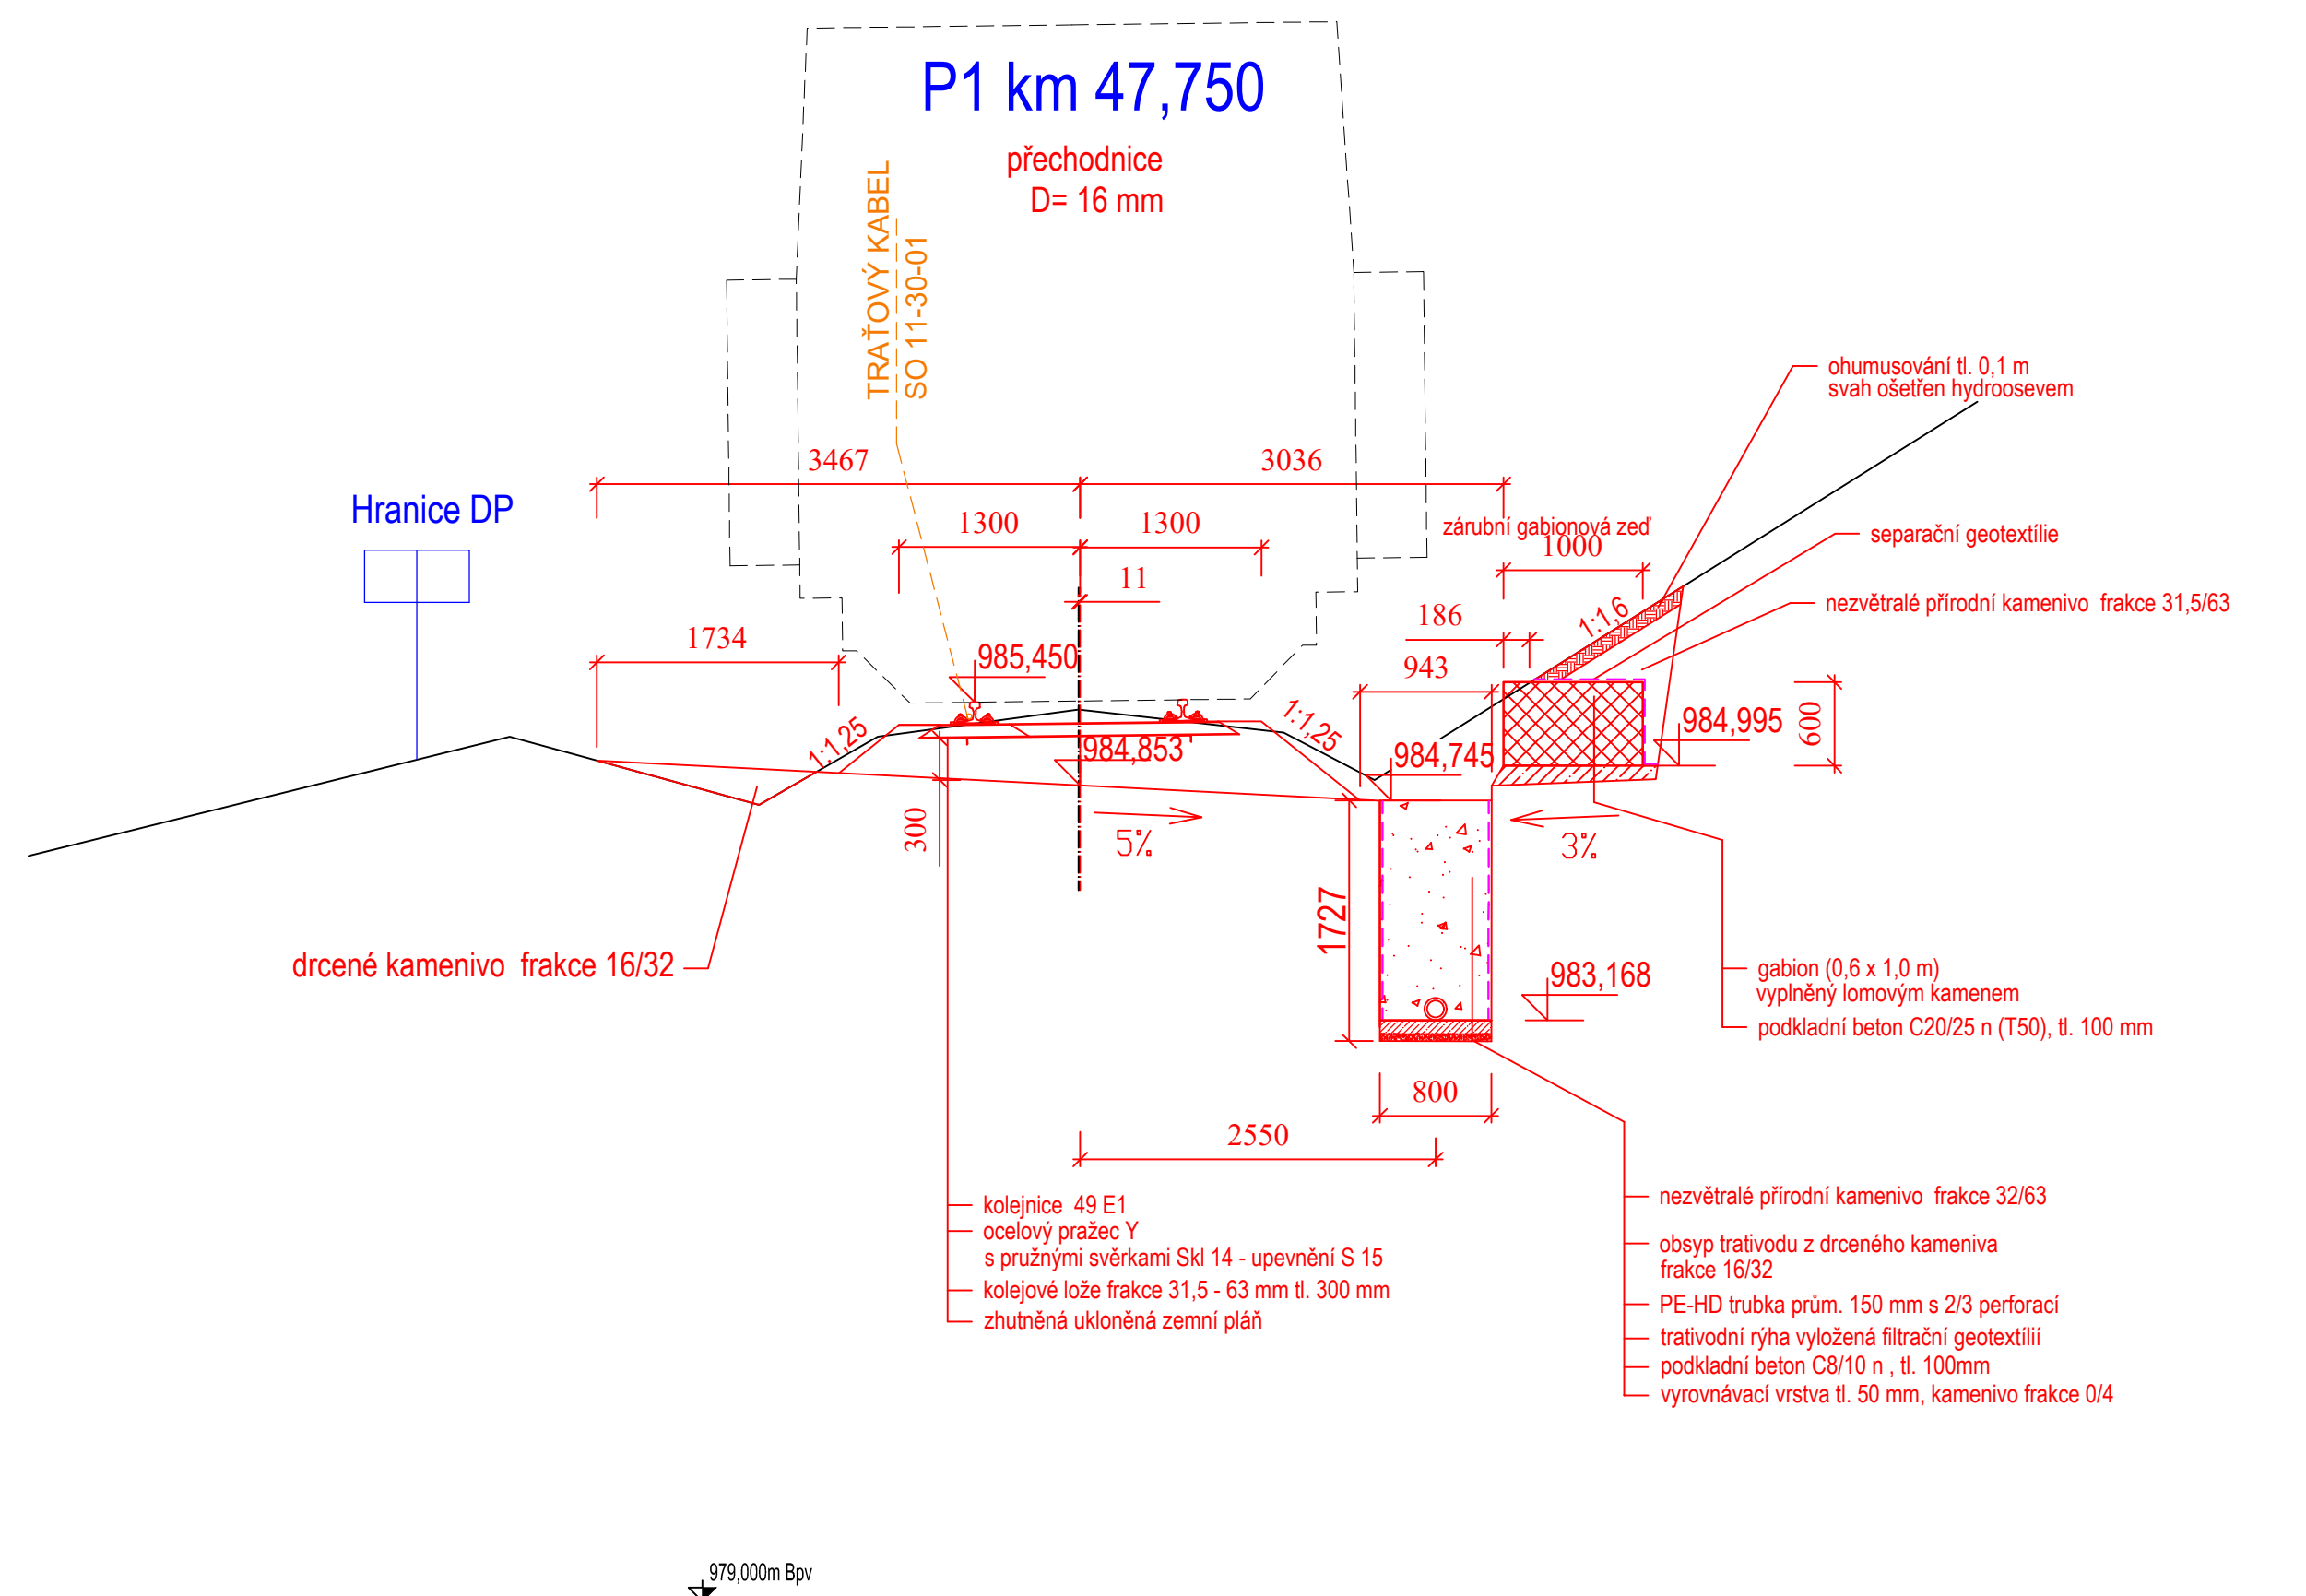 P1 km 47,750
přechodnice
D= 16 mm
TRAŤOVÝ KABEL
SO 11-30-01
ohumusování tl. 0,1 m
svah ošetřen hydroosevem
3467
3036
Hranice DP
1300
1300
zárubní gabionová zeď
1000
separační geotextílie
11
186
1:1,6
nezvětralé přírodní kamenivo  frakce 31,5/63
1734
985,450
943
1:1,25
1:1,25
984,853
984,745
984,995
600
300
5%
3%
1727
drcené kamenivo  frakce 16/32
983,168
gabion (0,6 x 1,0 m)
vyplněný lomovým kamenem
podkladní beton C20/25 n (T50), tl. 100 mm
800
2550
kolejnice  49 E1
ocelový pražec Y
s pružnými svěrkami Skl 14 - upevnění S 15
kolejové lože frakce 31,5 - 63 mm tl. 300 mm
zhutněná ukloněná zemní pláň
nezvětralé přírodní kamenivo  frakce 32/63
obsyp trativodu z drceného kameniva
frakce 16/32
PE-HD trubka prům. 150 mm s 2/3 perforací
trativodní rýha vyložená filtrační geotextílií
podkladní beton C8/10 n , tl. 100mm
vyrovnávací vrstva tl. 50 mm, kamenivo frakce 0/4
979,000m Bpv